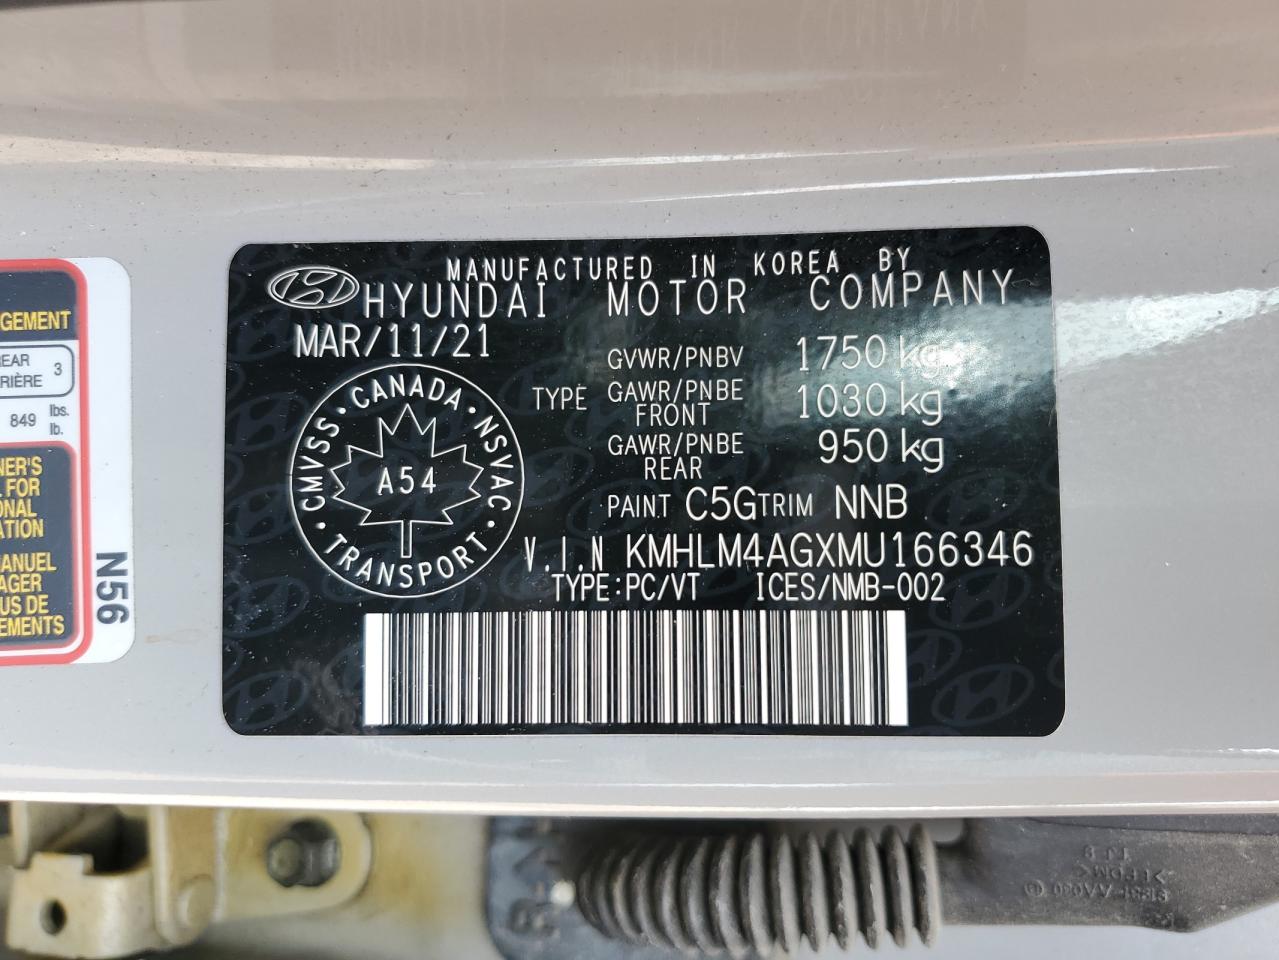 MANUFACTURED IN KOREA BY
HYUNDAI MOTOR COMPANY
MAR/11/21
GVWR/PNBV 1750 kg
TYPE GAWR/PNBE FRONT 1030 kg
GAWR/PNBE REAR 950 kg
CMVSS · CANADA · NSVAC · TRANSPORT ·
A54
PAINT C5G TRIM NNB
V.I.N KMHLM4AGXMU166346
TYPE:PC/VT ICES/NMB-002
GEMENT
REAR
RIÈRE 3
849 lbs. lb.
NER'S
FOR
ONAL
ATION
MANUEL
AGER
US DE
EMENTS
N56